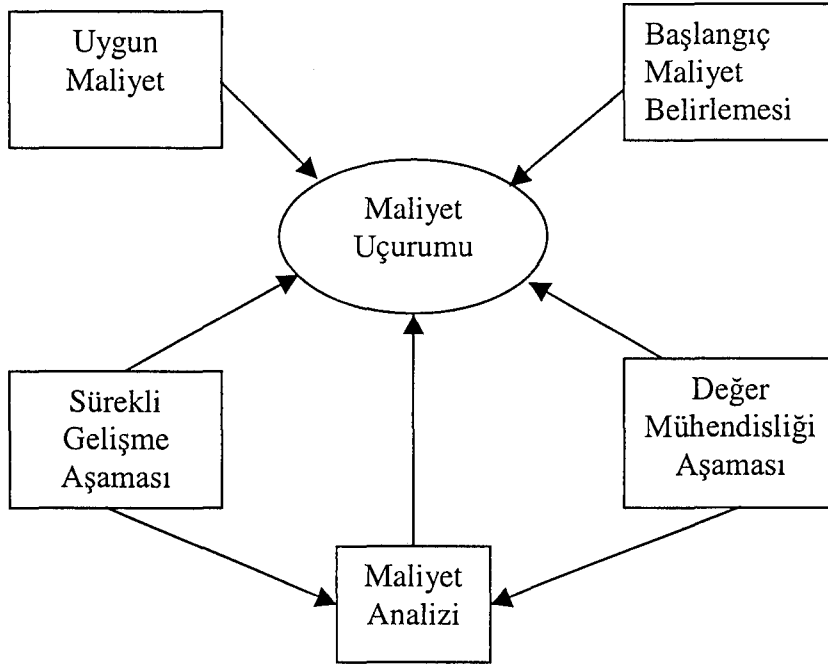 Uygun
Maliyet
Başlangıç
Maliyet
Belirlemesi
Maliyet
Uçurumu
Sürekli
Gelişme
Aşaması
Değer
Mühendisliği
Aşaması
Maliyet
Analizi